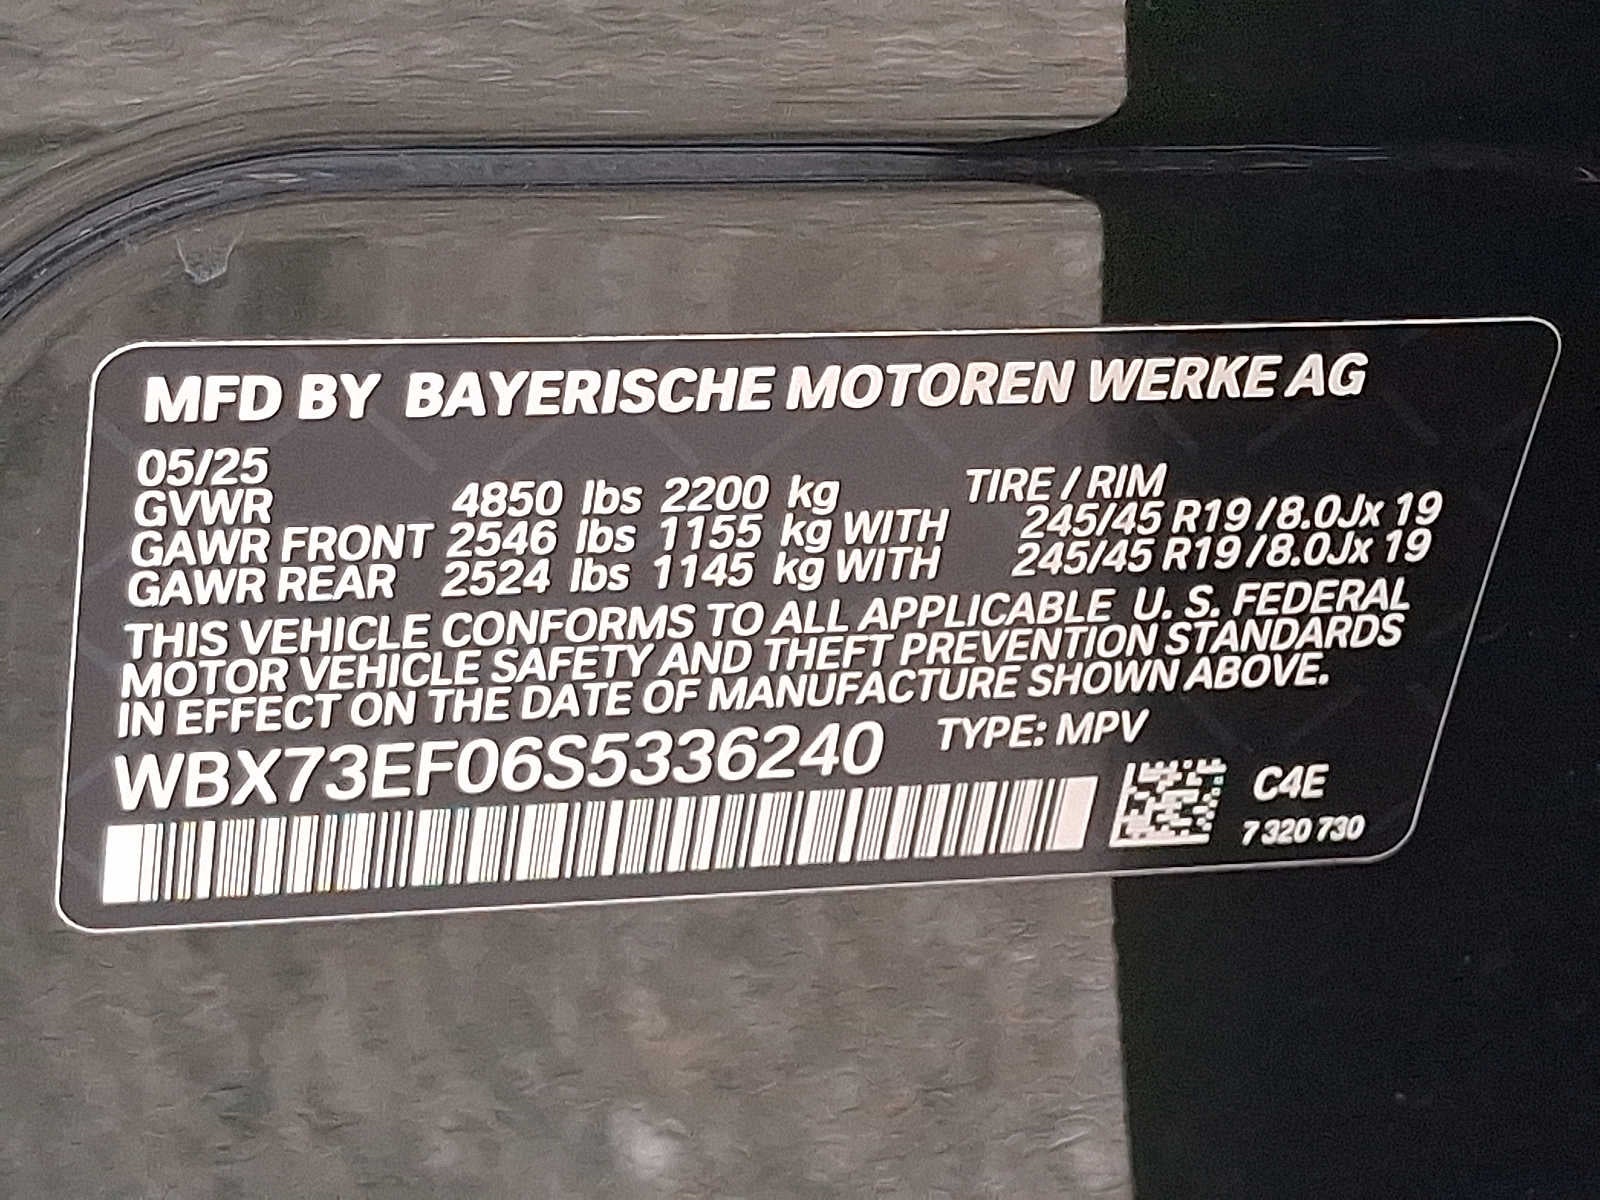 MFD BY BAYERISCHE MOTOREN WERKE AG
05/25
GVWR 4850 lbs 2200 kg TIRE / RIM
GAWR FRONT 2546 lbs 1155 kg WITH 245/45 R19 / 8.0Jx 19
GAWR REAR 2524 lbs 1145 kg WITH 245/45 R19 / 8.0Jx 19
THIS VEHICLE CONFORMS TO ALL APPLICABLE U. S. FEDERAL
MOTOR VEHICLE SAFETY AND THEFT PREVENTION STANDARDS
IN EFFECT ON THE DATE OF MANUFACTURE SHOWN ABOVE.
WBX73EF06S5336240 TYPE: MPV
C4E
7 320 730